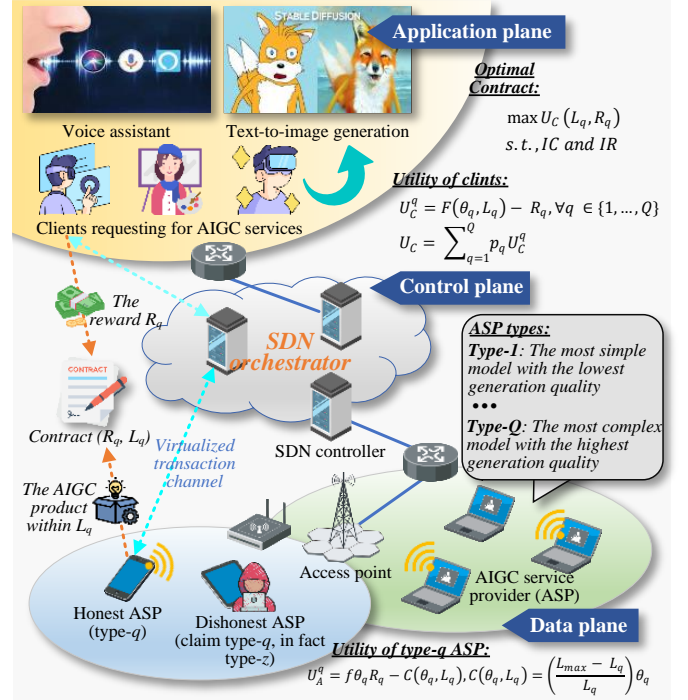 STABLE DIFFUSION
Application plane
Voice assistant
Text-to-image generation
Clients requesting for AIGC services
Optimal
Contract:
max U_C (L_q, R_q)
s.t., IC and IR
Utility of clints:
U_C^q = F(θ_q, L_q) − R_q, ∀q ∈ {1, …, Q}
U_C = ∑_{q=1}^Q p_q U_C^q
Control plane
The
reward R_q
SDN
orchestrator
CONTRACT
Contract (R_q, L_q)
Virtualized
transaction
channel
SDN controller
ASP types:
Type-1: The most simple
model with the lowest
generation quality
•••
Type-Q: The most complex
model with the highest
generation quality
The AIGC
product
within L_q
Access point
Honest ASP
(type-q)
Dishonest ASP
(claim type-q, in fact
type-z)
AIGC service
provider (ASP)
Data plane
Utility of type-q ASP:
U_A^q = fθ_q R_q − C(θ_q, L_q), C(θ_q, L_q) = ((L_max − L_q)/L_q) θ_q